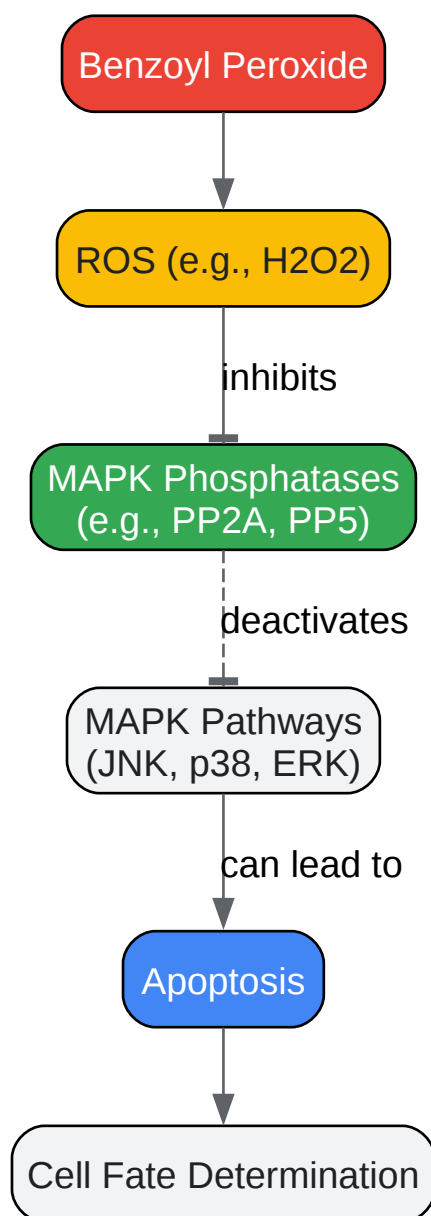 Benzoyl Peroxide
ROS (e.g., H2O2)
inhibits
MAPK Phosphatases
(e.g., PP2A, PP5)
deactivates
MAPK Pathways
(JNK, p38, ERK)
can lead to
Apoptosis
Cell Fate Determination